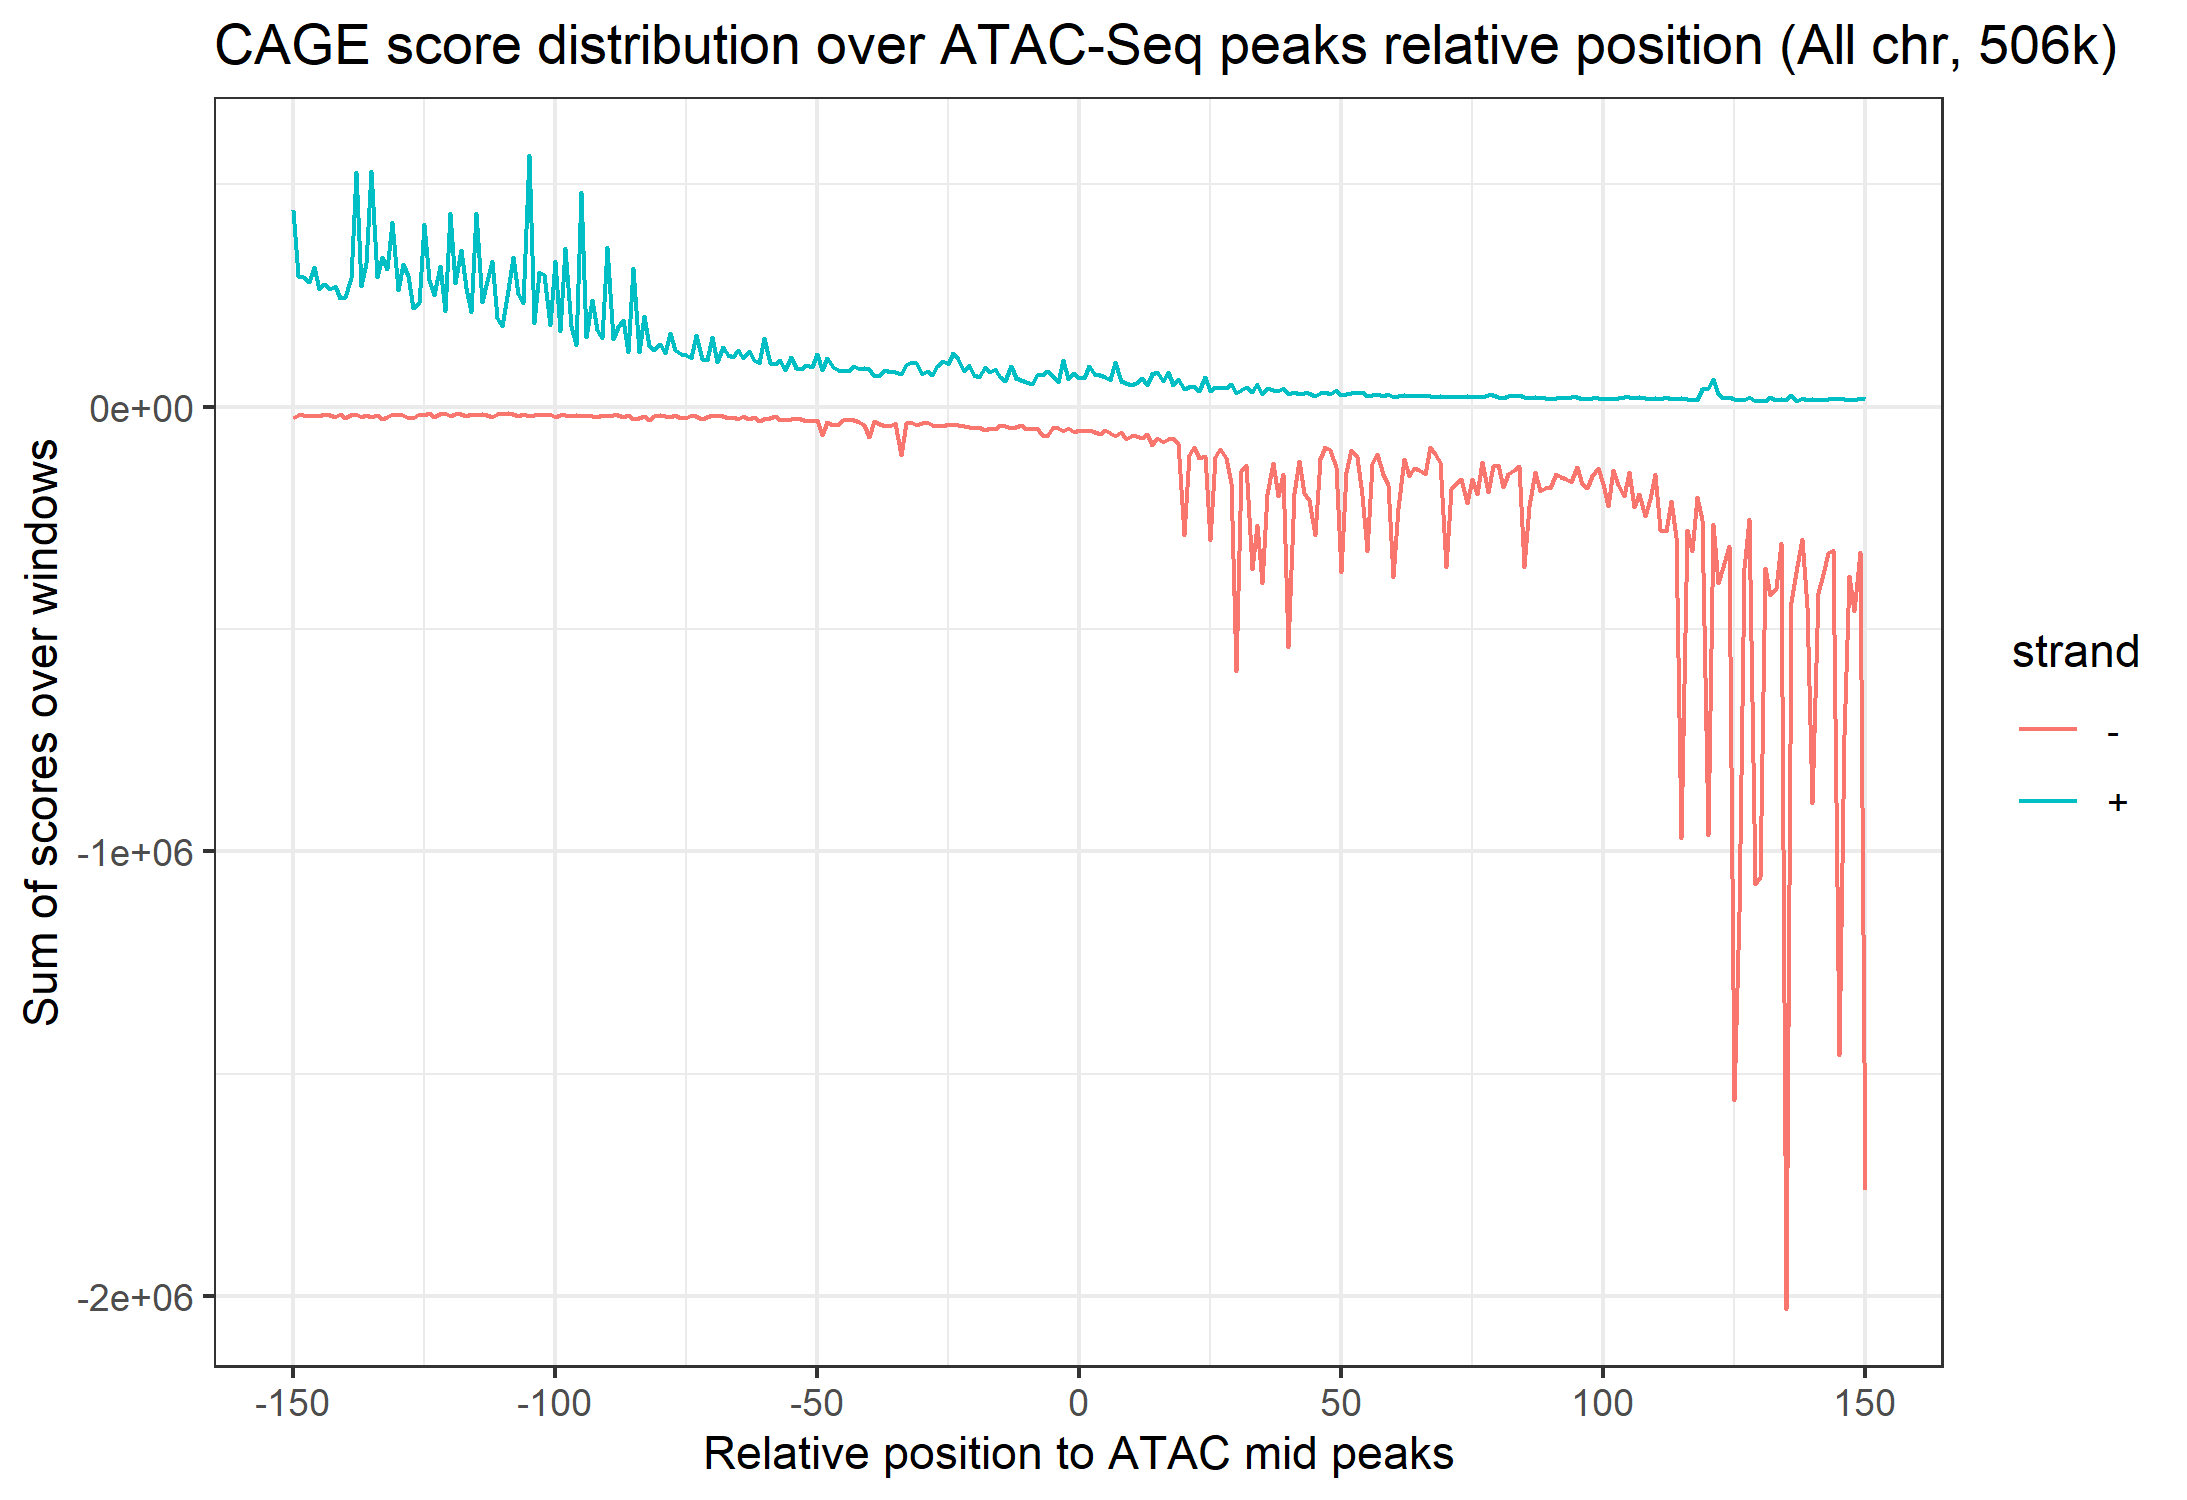 CAGE score distribution over ATAC-Seq peaks relative position (All chr, 506k)
Sum of scores over windows
0e+00
-1e+06
-2e+06
-150 -100 -50 0 50 100 150
Relative position to ATAC mid peaks
strand
-
+